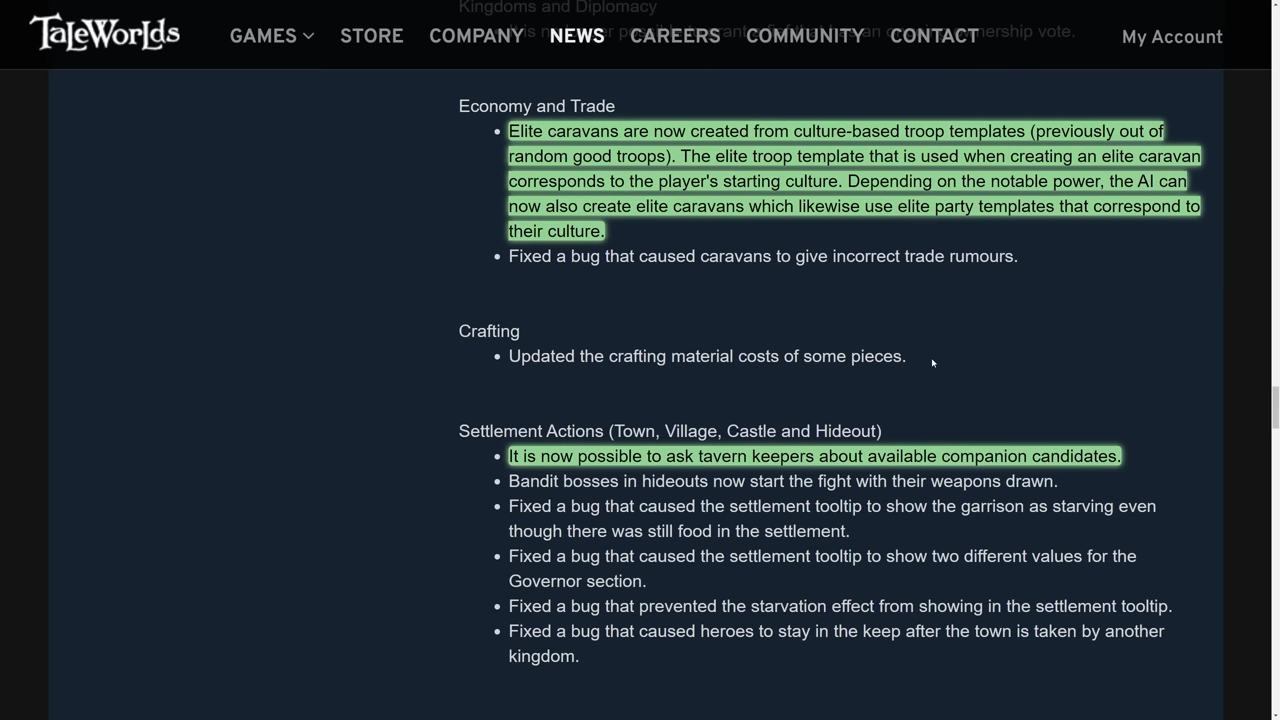 Kingdoms and Diplomacy
TaleWorlds
GAMES STORE COMPANY NEWS CAREERS COMMUNITY CONTACT My Account
ownership vote.
Economy and Trade
• Elite caravans are now created from culture-based troop templates (previously out of
random good troops). The elite troop template that is used when creating an elite caravan
corresponds to the player's starting culture. Depending on the notable power, the AI can
now also create elite caravans which likewise use elite party templates that correspond to
their culture.
• Fixed a bug that caused caravans to give incorrect trade rumours.
Crafting
• Updated the crafting material costs of some pieces.
Settlement Actions (Town, Village, Castle and Hideout)
• It is now possible to ask tavern keepers about available companion candidates.
• Bandit bosses in hideouts now start the fight with their weapons drawn.
• Fixed a bug that caused the settlement tooltip to show the garrison as starving even
though there was still food in the settlement.
• Fixed a bug that caused the settlement tooltip to show two different values for the
Governor section.
• Fixed a bug that prevented the starvation effect from showing in the settlement tooltip.
• Fixed a bug that caused heroes to stay in the keep after the town is taken by another
kingdom.